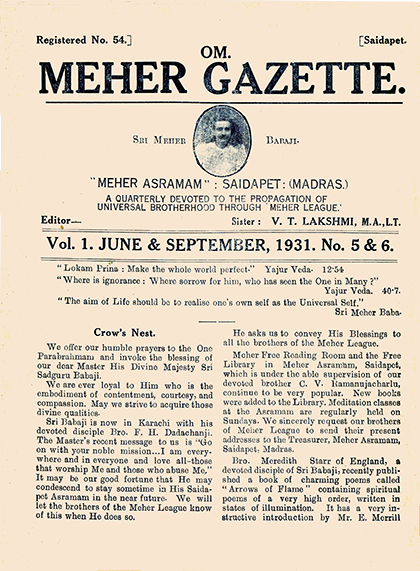 Registered No. 54.] [Saidapet.
OM.
MEHER GAZETTE.
SRI MEHER BABAJI.
"MEHER ASRAMAM" : SAIDAPET: (MADRAS.)
A QUARTERLY DEVOTED TO THE PROPAGATION OF
UNIVERSAL BROTHERHOOD THROUGH 'MEHER LEAGUE.'
Editor— Sister : V. T. LAKSHMI, M.A., L.T.
Vol. 1. JUNE & SEPTEMBER, 1931. No. 5 & 6.
"Lokam Prina : Make the whole world perfect." Yajur Veda. 12-54
"Where is ignorance : Where sorrow for him, who has seen the One in Many?"
Yajur Veda. 40-7.
"The aim of Life should be to realise one's own self as the Universal Self."
Sri Meher Baba.
Crow's Nest.
We offer our humble prayers to the One
Parabrahmam and invoke the blessing of
our dear Master His Divine Majesty Sri
Sadguru Babaji.
We are ever loyal to Him who is the
embodiment of contentment, courtesy, and
compassion. May we strive to acquire those
divine qualities.
Sri Babaji is now in Karachi with his
devoted disciple Bro. F. H. Dadachanji.
The Master's recent message to us is "Go
on with your noble mission...I am every-
where and in everyone and love all those
that worship Me and those who abuse Me."
It may be our good fortune that He may
condescend to stay sometime in His Saida-
pet Asramam in the near future. We will
let the brothers of the Meher League know
of this when He does so.
He asks us to convey His Blessings to
all the brothers of the Meher League.
Meher Free Reading Room and the Free
Library in Meher Asramam, Saidapet,
which is under the able supervision of our
devoted brother C. V. Ramanujacharlu,
continue to be very popular. New books
were added to the Library. Meditation classes
at the Asramam are regularly held on
Sundays. We sincerely request our brothers
of Meher League to send their present
addresses to the Treasurer, Meher Asramam,
Saidapet, Madras.
Bro. Meredith Starr of England, a
devoted disciple of Sri Babaji, recently publi-
shed a book of charming poems called
"Arrows of Flame" containing spiritual
poems of a very high order, written in
states of illumination. It has a very in-
structive introduction by Mr. E. Merrill